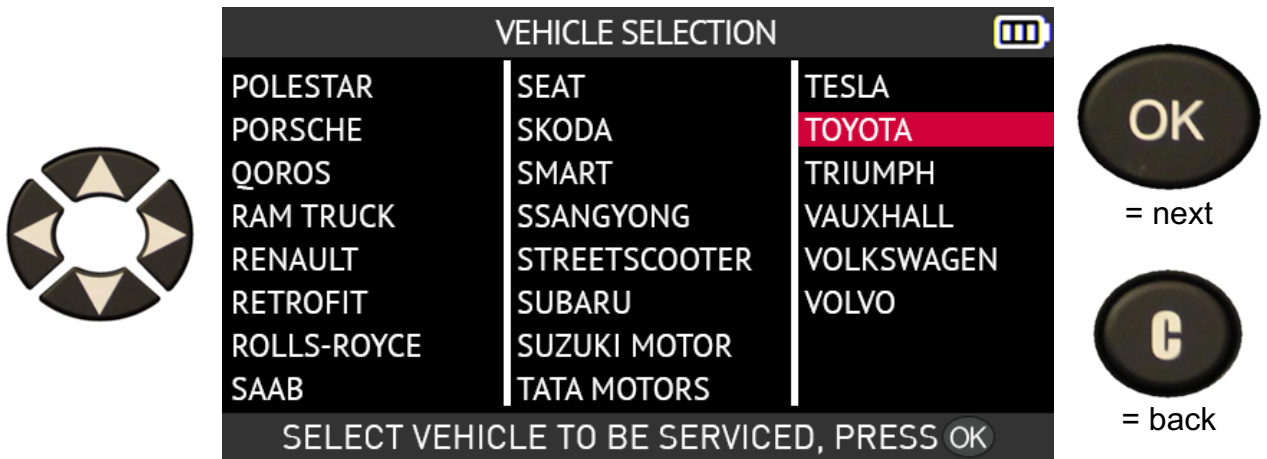 VEHICLE SELECTION
POLESTAR
PORSCHE
QOROS
RAM TRUCK
RENAULT
RETROFIT
ROLLS-ROYCE
SAAB
SEAT
SKODA
SMART
SSANGYONG
STREETSCOOTER
SUBARU
SUZUKI MOTOR
TATA MOTORS
TESLA
TOYOTA
TRIUMPH
VAUXHALL
VOLKSWAGEN
VOLVO
SELECT VEHICLE TO BE SERVICED, PRESS OK
OK
= next
C
= back